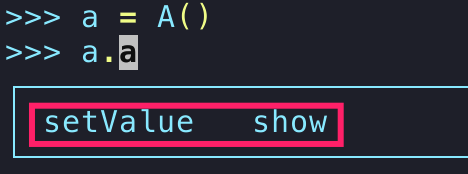 >>> a = A()
>>> a.a
setValue show